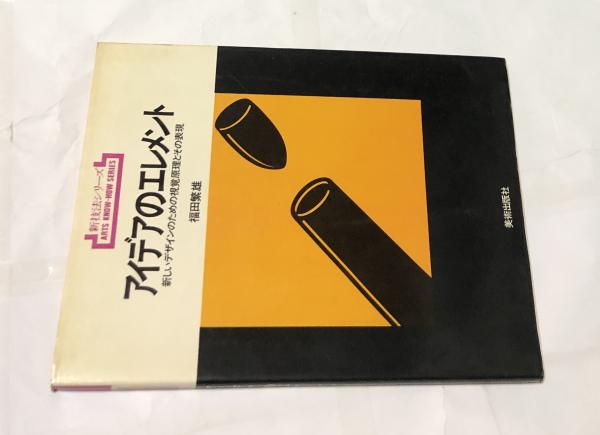 新技法シリーズ
ARTS KNOW-HOW SERIES
アイデアのエレメント
新しいデザインのための視覚原理とその表現
福田繁雄
美術出版社